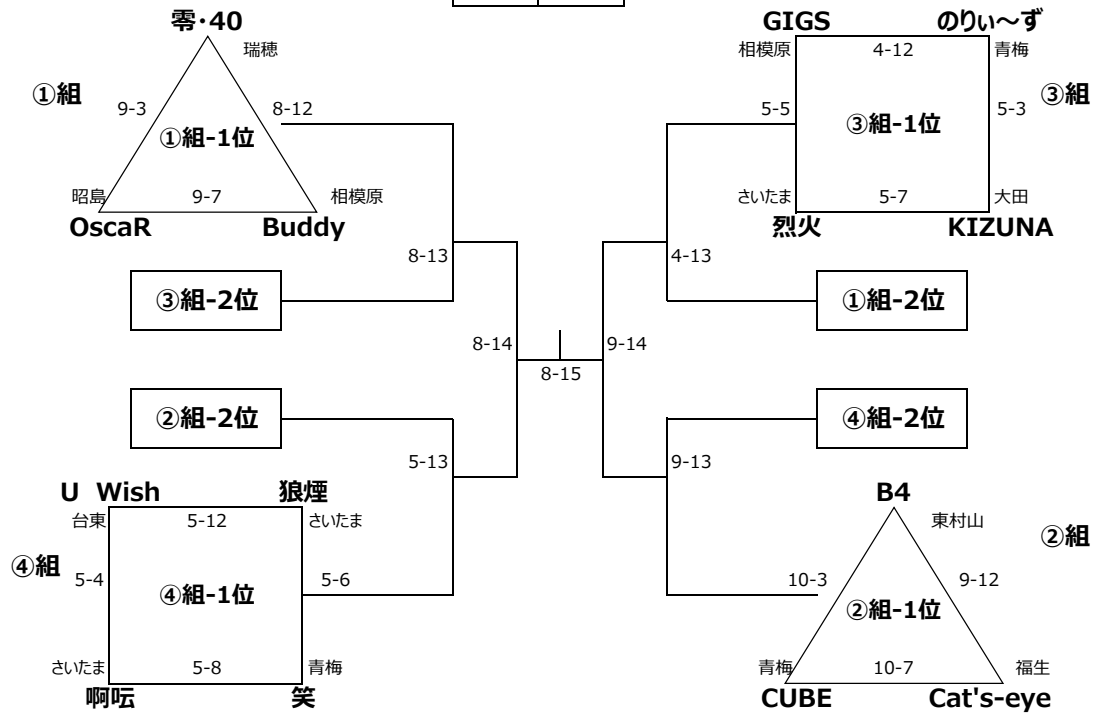 零・40
瑞穂
①組
9-3
8-12
①組-1位
昭島
9-7
相模原
OscaR
Buddy
GIGS
のりぃ～ず
相模原
4-12
青梅
③組
5-5
③組-1位
5-3
さいたま
5-7
大田
烈火
KIZUNA
8-13
4-13
③組-2位
①組-2位
8-14
9-14
8-15
②組-2位
④組-2位
5-13
9-13
U Wish
狼煙
台東
5-12
さいたま
④組
5-4
④組-1位
5-6
さいたま
5-8
青梅
啊呍
笑
B4
東村山
②組
10-3
9-12
②組-1位
青梅
10-7
福生
CUBE
Cat's-eye